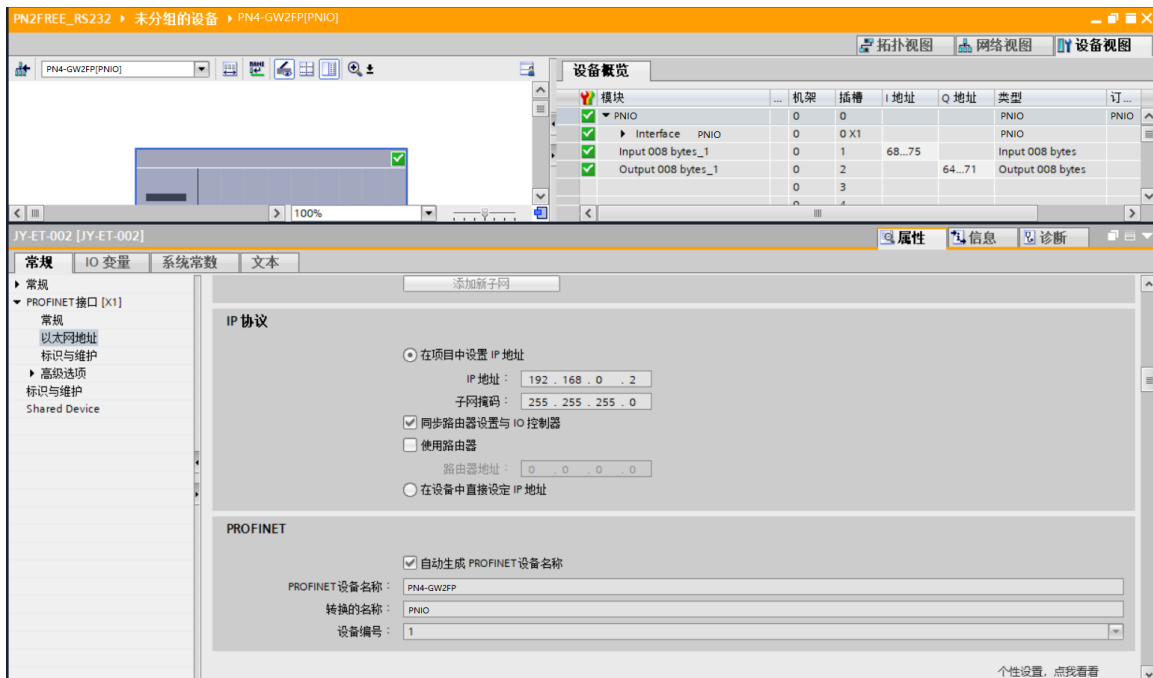 PN2FREE_RS232 ▸ 未分组的设备 ▸ PN4-GW2FP[PNIO]
拓扑视图 网络视图 设备视图
PN4-GW2FP[PNIO]
设备概览
模块 ... 机架 插槽 I 地址 Q 地址 类型 订...
PNIO 0 0 PNIO PNIO
Interface PNIO 0 0 X1 PNIO
Input 008 bytes_1 0 1 68...75 Input 008 bytes
Output 008 bytes_1 0 2 64...71 Output 008 bytes
0 3
100%
JY-ET-002 [JY-ET-002]
属性 信息 诊断
常规 IO 变量 系统常数 文本
常规
PROFINET接口 [X1]
常规
以太网地址
标识与维护
高级选项
标识与维护
Shared Device
添加新子网
IP 协议
在项目中设置 IP 地址
IP 地址： 192 . 168 . 0 . 2
子网掩码： 255 . 255 . 255 . 0
同步路由器设置与 IO 控制器
使用路由器
路由器地址： 0 . 0 . 0 . 0
在设备中直接设定 IP 地址
PROFINET
自动生成 PROFINET 设备名称
PROFINET设备名称： PN4-GW2FP
转换的名称： PNIO
设备编号： 1
个性设置，点我看看